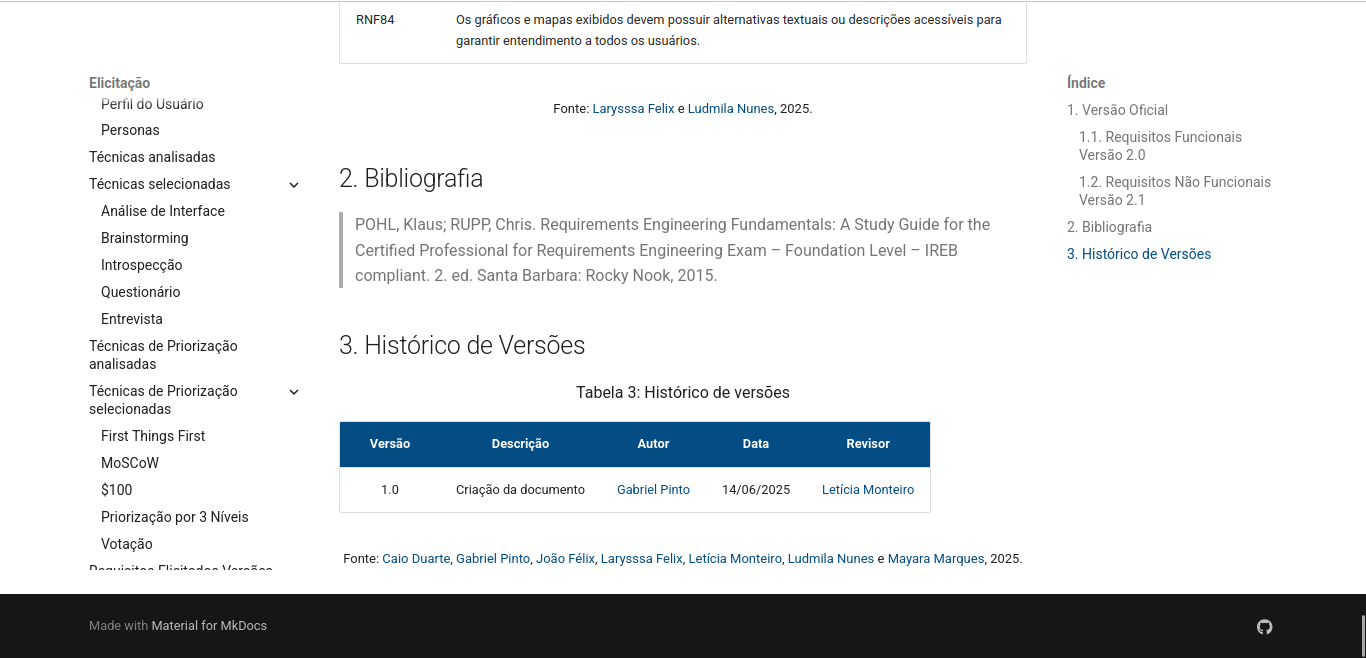 RNF84 Os gráficos e mapas exibidos devem possuir alternativas textuais ou descrições acessíveis para
garantir entendimento a todos os usuários.
Fonte: Larysssa Felix e Ludmila Nunes, 2025.
Elicitação
Perfil do Usuário
Personas
Técnicas analisadas
Técnicas selecionadas
Análise de Interface
Brainstorming
Introspecção
Questionário
Entrevista
Técnicas de Priorização
analisadas
Técnicas de Priorização
selecionadas
First Things First
MoSCoW
$100
Priorização por 3 Níveis
Votação
Requisitos Elicitados Versões
2. Bibliografia
POHL, Klaus; RUPP, Chris. Requirements Engineering Fundamentals: A Study Guide for the
Certified Professional for Requirements Engineering Exam – Foundation Level – IREB
compliant. 2. ed. Santa Barbara: Rocky Nook, 2015.
3. Histórico de Versões
Tabela 3: Histórico de versões
Versão Descrição Autor Data Revisor
1.0 Criação da documento Gabriel Pinto 14/06/2025 Letícia Monteiro
Fonte: Caio Duarte, Gabriel Pinto, João Félix, Larysssa Felix, Letícia Monteiro, Ludmila Nunes e Mayara Marques, 2025.
Índice
1. Versão Oficial
1.1. Requisitos Funcionais
Versão 2.0
1.2. Requisitos Não Funcionais
Versão 2.1
2. Bibliografia
3. Histórico de Versões
Made with Material for MkDocs